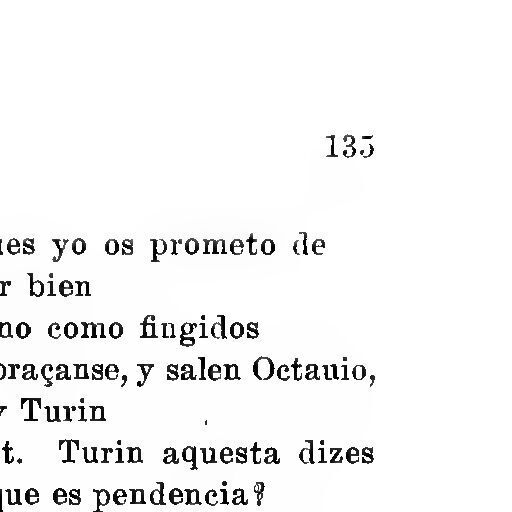 135
ues yo os prometo de
r bien
no como fingidos
braçanse, y salen Octauio,
y Turin
t. Turin aquesta dizes
que es pendencia?